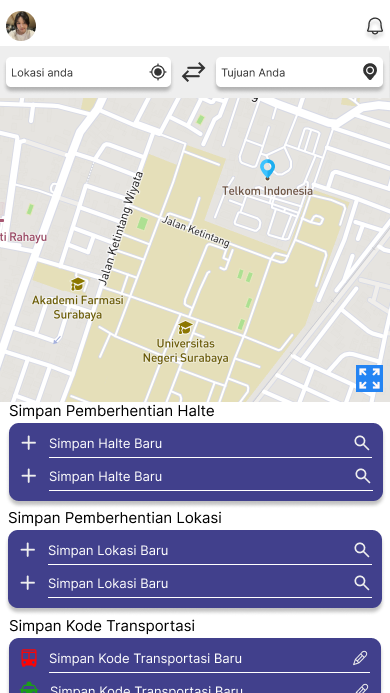 Lokasi anda
Tujuan Anda
Telkom Indonesia
Jalan Ketintang Wiyata
Jalan Ketintang
ti Rahayu
Akademi Farmasi
Surabaya
Universitas
Negeri Surabaya
Simpan Pemberhentian Halte
Simpan Halte Baru
Simpan Halte Baru
Simpan Pemberhentian Lokasi
Simpan Lokasi Baru
Simpan Lokasi Baru
Simpan Kode Transportasi
Simpan Kode Transportasi Baru
Simpan Kode Transportasi Baru